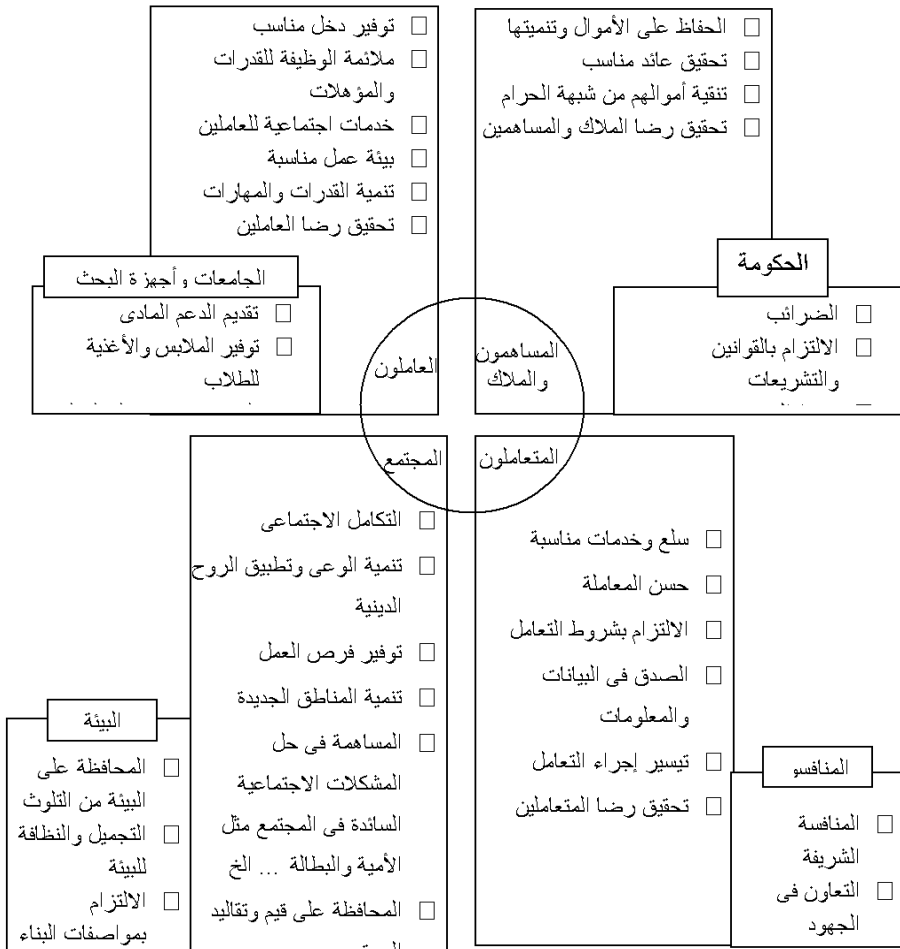 الحفاظ على الأموال وتنميتها
تحقيق عائد مناسب
تنقية أموالهم من شبهة الحرام
تحقيق رضا الملاك والمساهمين
توفير دخل مناسب
ملائمة الوظيفة للقدرات
والمؤهلات
خدمات اجتماعية للعاملين
بيئة عمل مناسبة
تنمية القدرات والمهارات
تحقيق رضا العاملين
الحكومة
الضرائب
الالتزام بالقوانين
والتشريعات
الجامعات وأجهزة البحث
تقديم الدعم المادى
توفير الملابس والأغذية
للطلاب
المساهمون
والملاك
العاملون
المتعاملون
المجتمع
سلع وخدمات مناسبة
حسن المعاملة
الالتزام بشروط التعامل
الصدق فى البيانات
والمعلومات
تيسير إجراء التعامل
تحقيق رضا المتعاملين
التكامل الاجتماعى
تنمية الوعى وتطبيق الروح
الدينية
توفير فرص العمل
تنمية المناطق الجديدة
المساهمة فى حل
المشكلات الاجتماعية
السائدة فى المجتمع مثل
الأمية والبطالة ... الخ
المحافظة على قيم وتقاليد
المنافسو
المنافسة
الشريفة
التعاون فى
الجهود
البيئة
المحافظة على
البيئة من التلوث
التجميل والنظافة
للبيئة
الالتزام
بمواصفات البناء